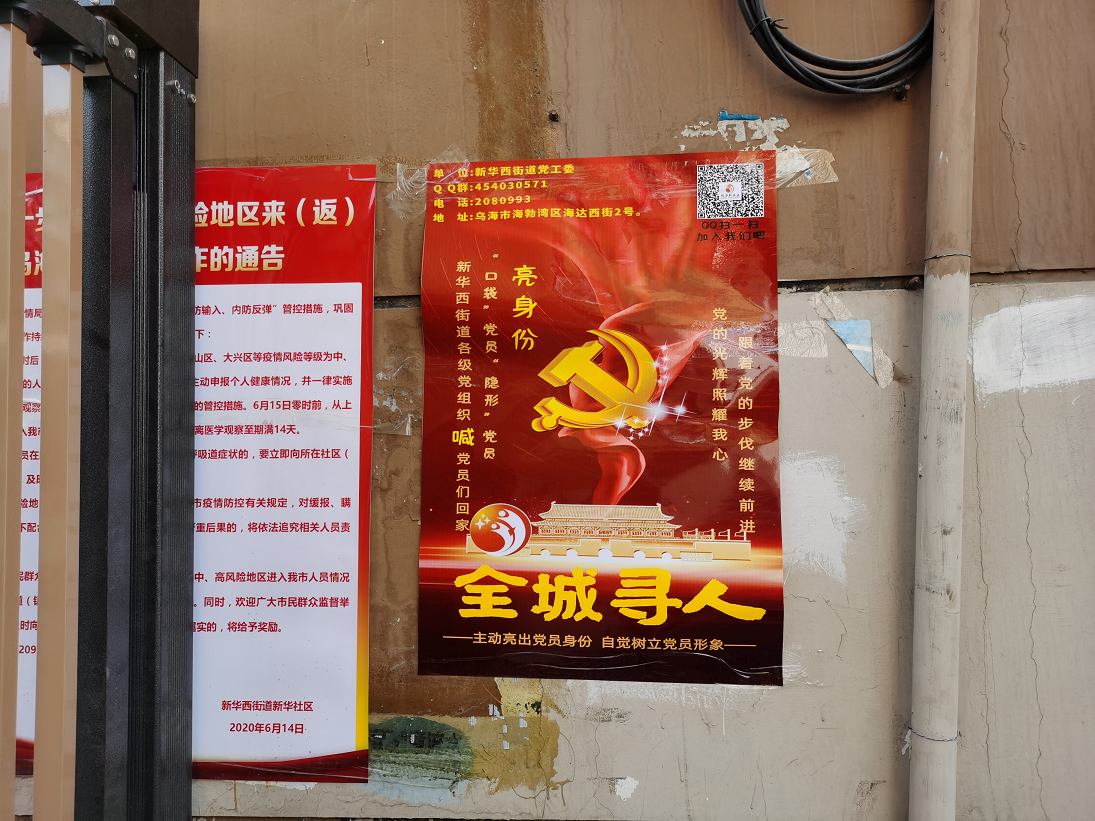 险地区来（返）
作的通告
防输入、内防反弹”管控措施，巩固
下：
山区、大兴区等疫情风险等级为中、
主动申报个人健康情况，并一律实施
的管控措施。6月15日零时前，从上
离医学观察至期满14天。
呼吸道症状的，要立即向所在社区（
市疫情防控有关规定，对缓报、瞒
严重后果的，将依法追究相关人员责
中、高风险地区进入我市人员情况
。同时，欢迎广大市民群众监督举
属实的，将给予奖励。
新华西街道新华社区
2020年6月14日
单 位:新华西街道党工委
Q Q群:454030571
电 话:2080993
地 址:乌海市海勃湾区海达西街2号。
QQ扫一扫
加入我们吧
亮身份
“口袋”党员“隐形”党员
新华西街道各级党组织喊党员们回家
党的光辉照耀我心
跟着党的步伐继续前进
全城寻人
——主动亮出党员身份 自觉树立党员形象——